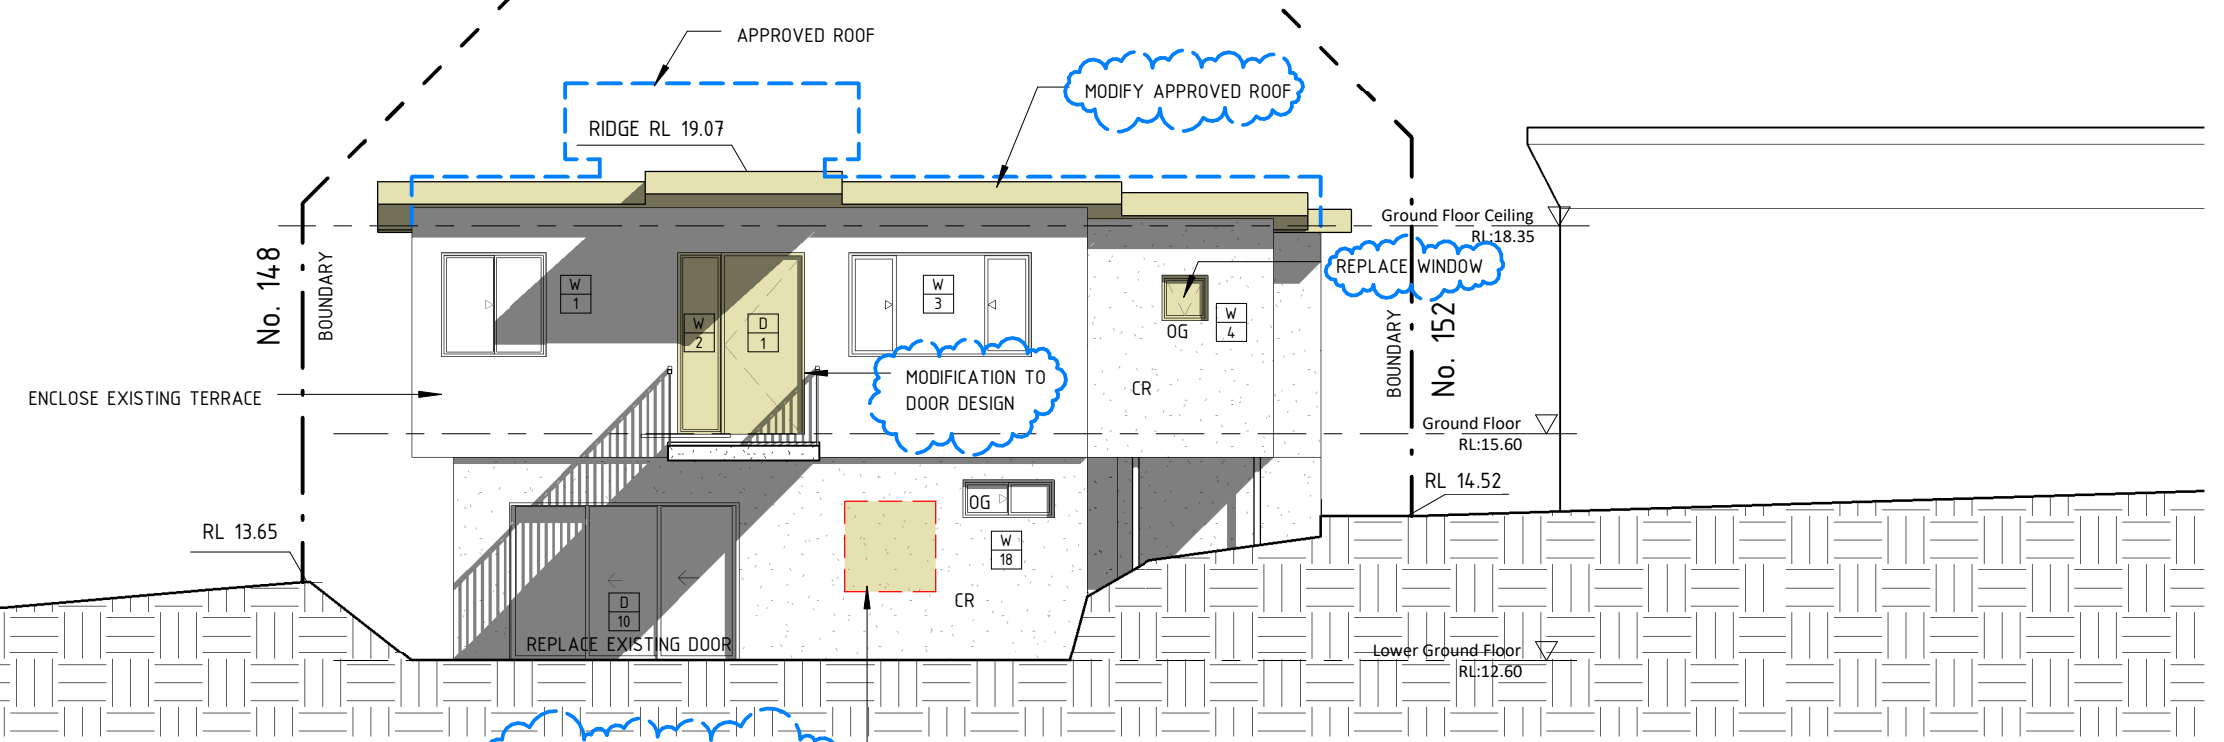 APPROVED ROOF
MODIFY APPROVED ROOF
RIDGE RL 19.07
Ground Floor Ceiling
RL:18.35
No. 148
BOUNDARY
REPLACE WINDOW
W
1
W
2
D
1
W
3
OG
W
4
BOUNDARY
No. 152
ENCLOSE EXISTING TERRACE
MODIFICATION TO
DOOR DESIGN
CR
Ground Floor
RL:15.60
RL 14.52
OG
RL 13.65
W
18
D
10
CR
REPLACE EXISTING DOOR
Lower Ground Floor
RL:12.60